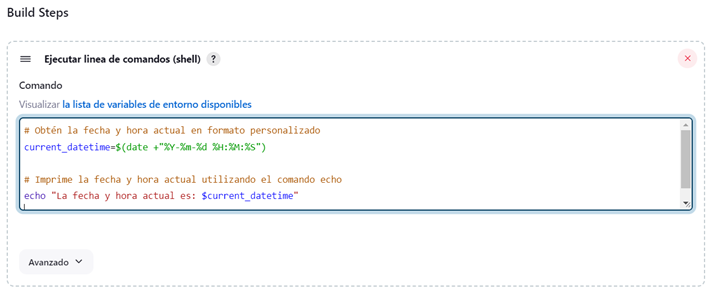 Build Steps
Ejecutar linea de comandos (shell) ?
Comando
Visualizar la lista de variables de entorno disponibles
# Obtén la fecha y hora actual en formato personalizado
current_datetime=$(date +"%Y-%m-%d %H:%M:%S")
# Imprime la fecha y hora actual utilizando el comando echo
echo "La fecha y hora actual es: $current_datetime"
Avanzado